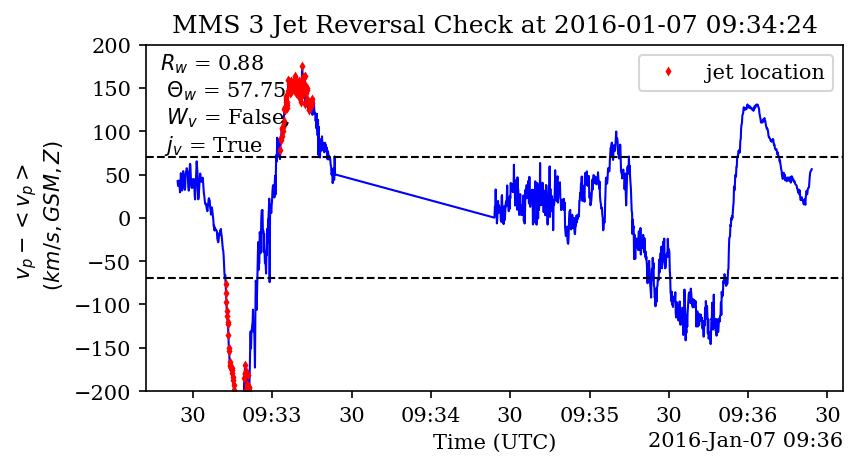 MMS 3 Jet Reversal Check at 2016-01-07 09:34:24
R_w = 0.88
Θ_w = 57.75
W_v = False
j_v = True
jet location
v_p − < v_p >
(km/s, GSM, Z)
200
150
100
50
0
−50
−100
−150
−200
30 09:33 30 09:34 30 09:35 30 09:36 30
Time (UTC)
2016-Jan-07 09:36